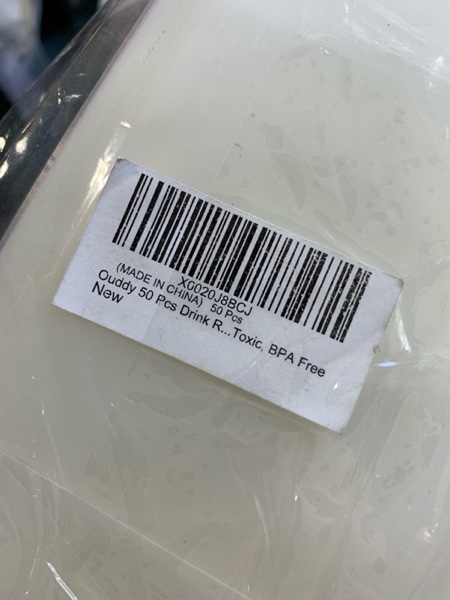 X0020J8BCJ
(MADE IN CHINA) 50 Pcs
Ouddy 50 Pcs Drink R...Toxic, BPA Free
New